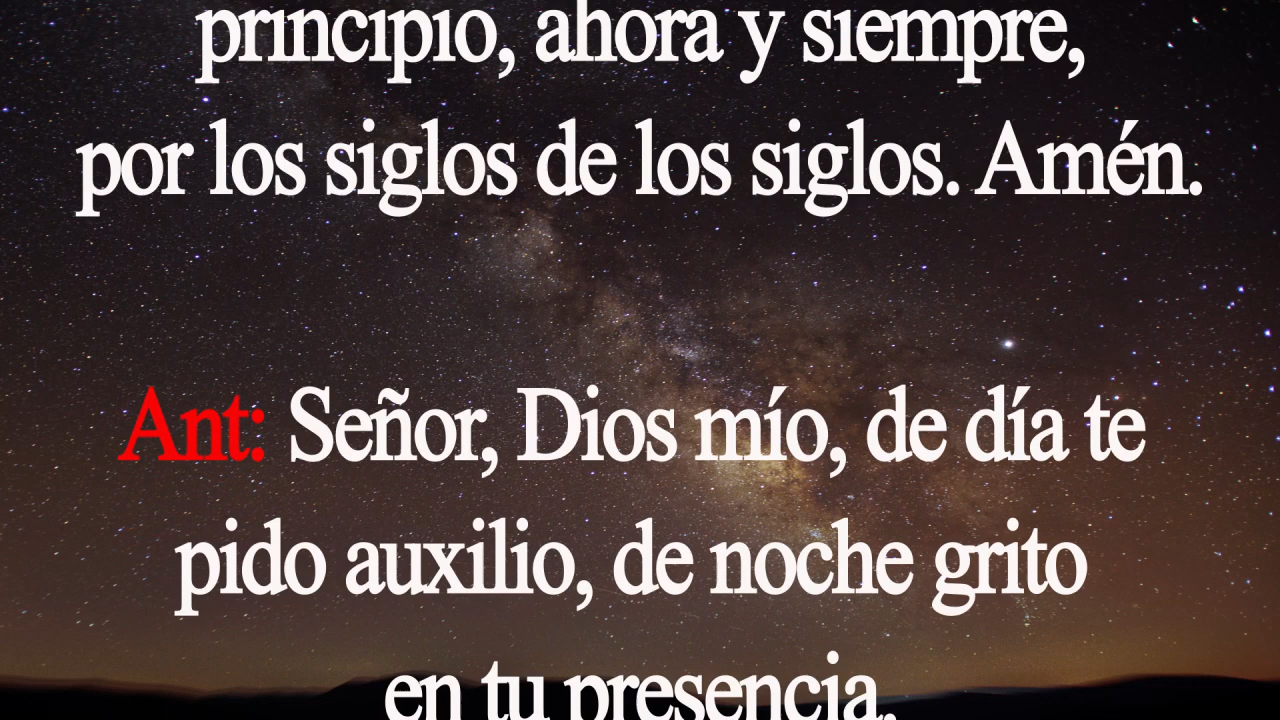 principio, ahora y siempre,
por los siglos de los siglos. Amén.
Ant: Señor, Dios mío, de día te
pido auxilio, de noche grito
en tu presencia.